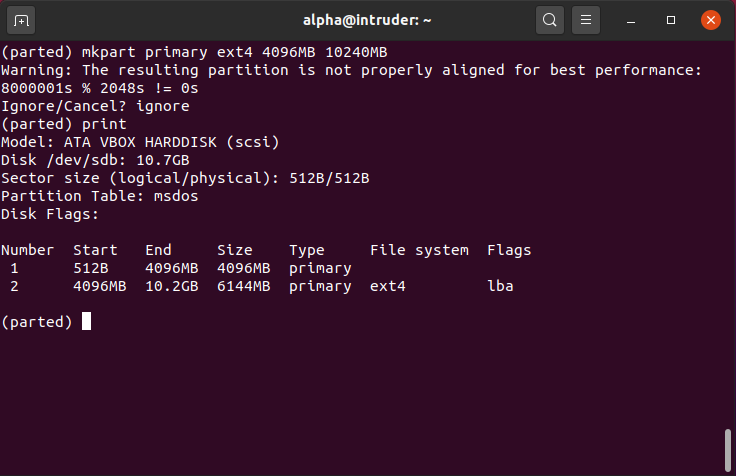 alpha@intruder: ~
(parted) mkpart primary ext4 4096MB 10240MB
Warning: The resulting partition is not properly aligned for best performance:
8000001s % 2048s != 0s
Ignore/Cancel? ignore
(parted) print
Model: ATA VBOX HARDDISK (scsi)
Disk /dev/sdb: 10.7GB
Sector size (logical/physical): 512B/512B
Partition Table: msdos
Disk Flags:
Number  Start   End     Size    Type     File system  Flags
 1      512B    4096MB  4096MB  primary
 2      4096MB  10.2GB  6144MB  primary  ext4         lba
(parted)